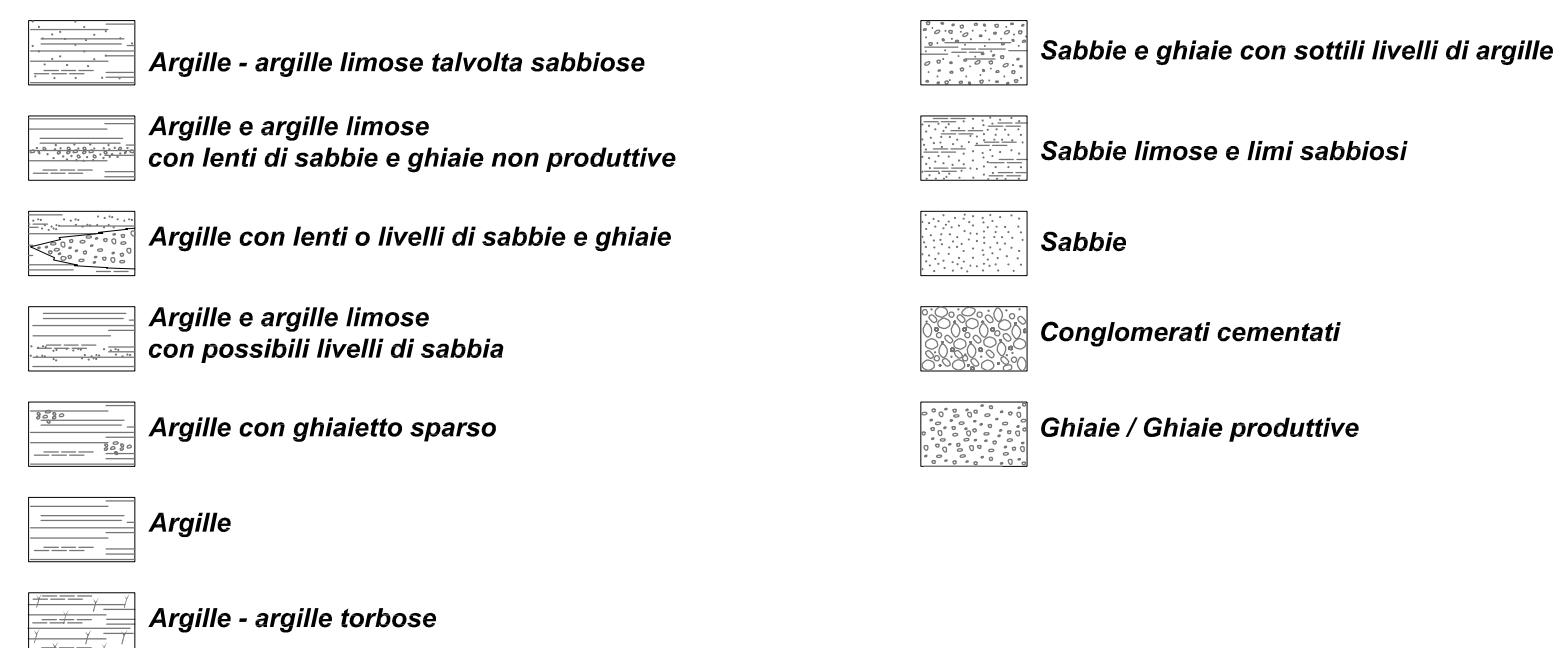 Argille - argille limose talvolta sabbiose
Argille e argille limose
con lenti di sabbie e ghiaie non produttive
Argille con lenti o livelli di sabbie e ghiaie
Argille e argille limose
con possibili livelli di sabbia
Argille con ghiaietto sparso
Argille
Argille - argille torbose
Sabbie e ghiaie con sottili livelli di argille
Sabbie limose e limi sabbiosi
Sabbie
Conglomerati cementati
Ghiaie / Ghiaie produttive